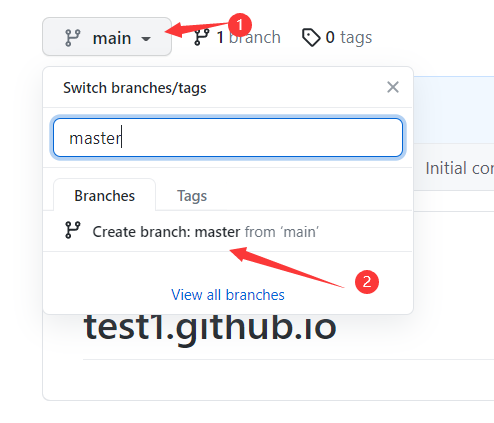 main 1 1 branch 0 tags
Switch branches/tags
master
Initial
Branches Tags
Create branch: master from 'main'
2
View all branches
test1.github.io